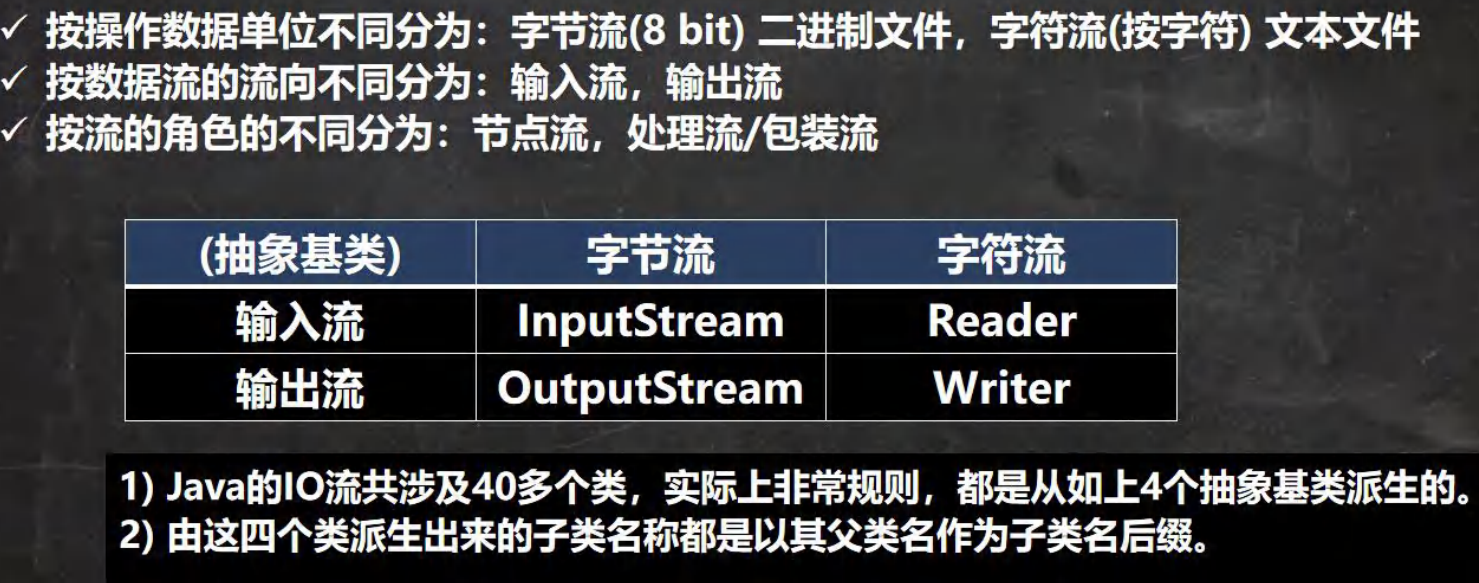 ✓ 按操作数据单位不同分为：字节流(8 bit) 二进制文件，字符流(按字符) 文本文件
✓ 按数据流的流向不同分为：输入流，输出流
✓ 按流的角色的不同分为：节点流，处理流/包装流
(抽象基类) 字节流 字符流
输入流 InputStream Reader
输出流 OutputStream Writer
1) Java的IO流共涉及40多个类，实际上非常规则，都是从如上4个抽象基类派生的。
2) 由这四个类派生出来的子类名称都是以其父类名作为子类名后缀。